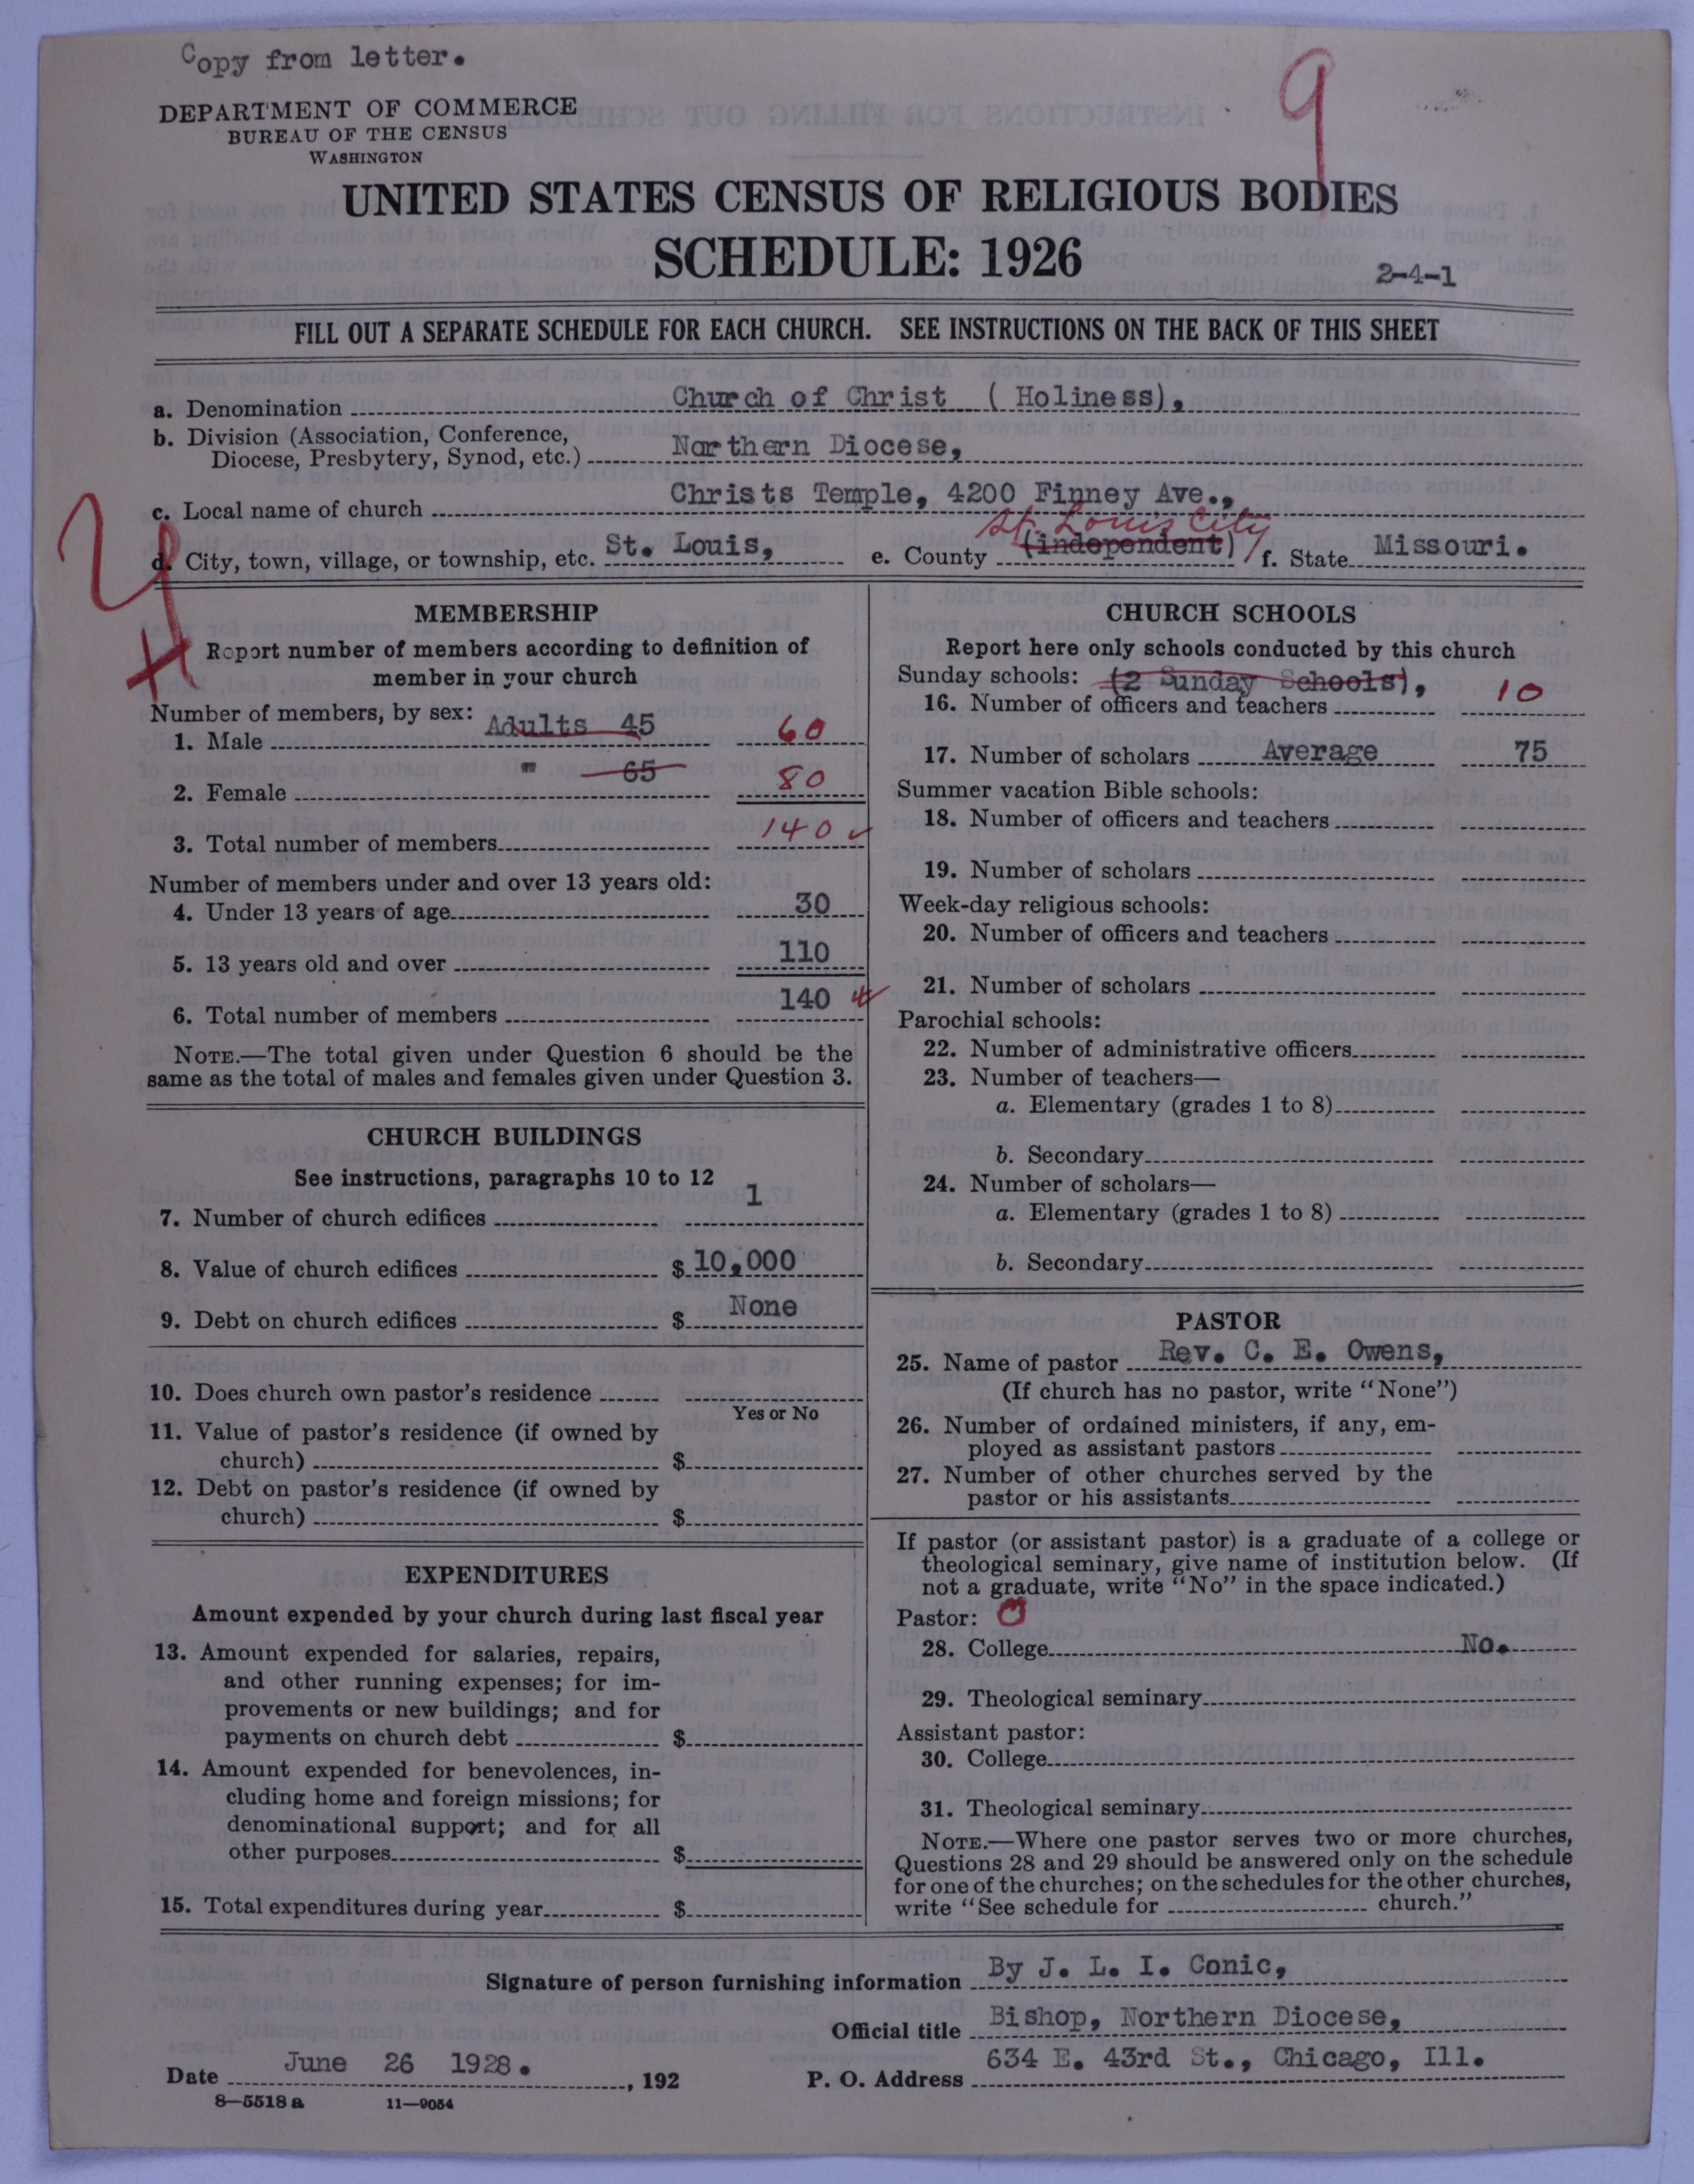 Copy from letter.
9
DEPARTMENT OF COMMERCE
BUREAU OF THE CENSUS
WASHINGTON
UNITED STATES CENSUS OF RELIGIOUS BODIES
SCHEDULE: 1926
2-4-1
FILL OUT A SEPARATE SCHEDULE FOR EACH CHURCH. SEE INSTRUCTIONS ON THE BACK OF THIS SHEET
a. Denomination Church of Christ ( Holiness),
b. Division (Association, Conference,
Diocese, Presbytery, Synod, etc.) Northern Diocese,
c. Local name of church Christs Temple, 4200 Finney Ave.,
St. Louis City
d. City, town, village, or township, etc. St. Louis, e. County (independent) f. State Missouri.
MEMBERSHIP
Report number of members according to definition of
member in your church
Number of members, by sex:
1. Male Adults 45 60
2. Female " 65 80
3. Total number of members 140
Number of members under and over 13 years old:
4. Under 13 years of age 30
5. 13 years old and over 110
6. Total number of members 140
NOTE.—The total given under Question 6 should be the
same as the total of males and females given under Question 3.
CHURCH BUILDINGS
See instructions, paragraphs 10 to 12
7. Number of church edifices 1
8. Value of church edifices $ 10,000
9. Debt on church edifices $ None
10. Does church own pastor's residence
Yes or No
11. Value of pastor's residence (if owned by
church) $
12. Debt on pastor's residence (if owned by
church) $
EXPENDITURES
Amount expended by your church during last fiscal year
13. Amount expended for salaries, repairs,
and other running expenses; for im-
provements or new buildings; and for
payments on church debt $
14. Amount expended for benevolences, in-
cluding home and foreign missions; for
denominational support; and for all
other purposes $
15. Total expenditures during year $
CHURCH SCHOOLS
Report here only schools conducted by this church
Sunday schools: (2 Sunday Schools),
16. Number of officers and teachers 10
17. Number of scholars Average 75
Summer vacation Bible schools:
18. Number of officers and teachers
19. Number of scholars
Week-day religious schools:
20. Number of officers and teachers
21. Number of scholars
Parochial schools:
22. Number of administrative officers
23. Number of teachers—
a. Elementary (grades 1 to 8)
b. Secondary
24. Number of scholars—
a. Elementary (grades 1 to 8)
b. Secondary
PASTOR
25. Name of pastor Rev. C. E. Owens,
(If church has no pastor, write "None")
26. Number of ordained ministers, if any, em-
ployed as assistant pastors
27. Number of other churches served by the
pastor or his assistants
If pastor (or assistant pastor) is a graduate of a college or
theological seminary, give name of institution below. (If
not a graduate, write "No" in the space indicated.)
Pastor:
28. College No.
29. Theological seminary
Assistant pastor:
30. College
31. Theological seminary
NOTE.—Where one pastor serves two or more churches,
Questions 28 and 29 should be answered only on the schedule
for one of the churches; on the schedules for the other churches,
write "See schedule for church."
Signature of person furnishing information By J. L. I. Conic,
Official title Bishop, Northern Diocese,
Date June 26 1928. , 192
P. O. Address 634 E. 43rd St., Chicago, Ill.
8—5518 a 11—9054